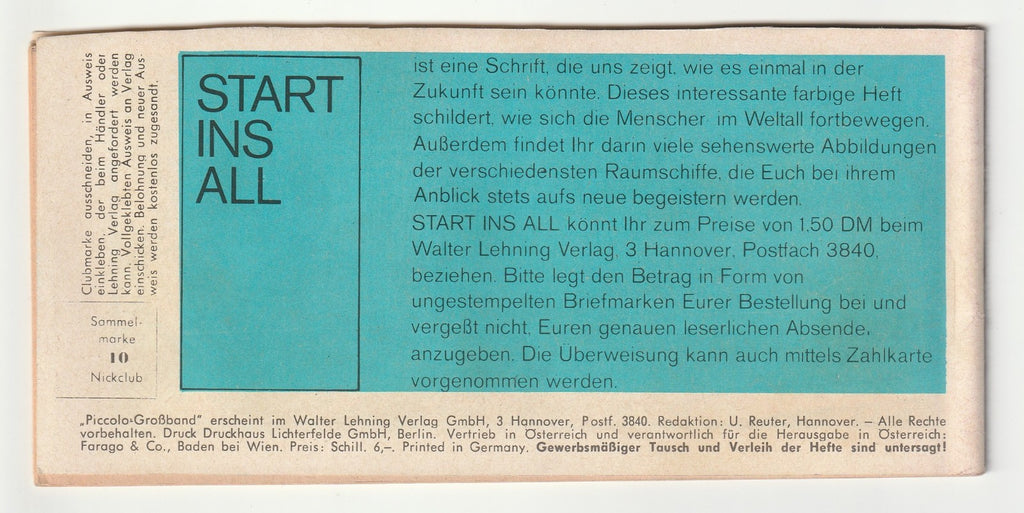 Clubmarke ausschneiden, in Ausweis
einkleben, der beim Händler oder
Lehning Verlag angefordert werden
kann. Vollgeklebten Ausweis an Verlag
einschicken. Belohnung und neuer Aus-
weis werden kostenlos zugesandt.
Sammel-
marke
10
Nickclub
START
INS
ALL
ist eine Schrift, die uns zeigt, wie es einmal in der
Zukunft sein könnte. Dieses interessante farbige Heft
schildert, wie sich die Menschen im Weltall fortbewegen.
Außerdem findet Ihr darin viele sehenswerte Abbildungen
der verschiedensten Raumschiffe, die Euch bei ihrem
Anblick stets aufs neue begeistern werden.
START INS ALL könnt Ihr zum Preise von 1.50 DM beim
Walter Lehning Verlag, 3 Hannover, Postfach 3840,
beziehen. Bitte legt den Betrag in Form von
ungestempelten Briefmarken Eurer Bestellung bei und
vergeßt nicht, Euren genauen leserlichen Absender
anzugeben. Die Überweisung kann auch mittels Zahlkarte
vorgenommen werden.
„Piccolo-Großband" erscheint im Walter Lehning Verlag GmbH, 3 Hannover, Postf. 3840. Redaktion: U. Reuter, Hannover. – Alle Rechte
vorbehalten. Druck Druckhaus Lichterfelde GmbH, Berlin. Vertrieb in Österreich und verantwortlich für die Herausgabe in Österreich:
Farago & Co., Baden bei Wien. Preis: Schill. 6,–. Printed in Germany. Gewerbsmäßiger Tausch und Verleih der Hefte sind untersagt!